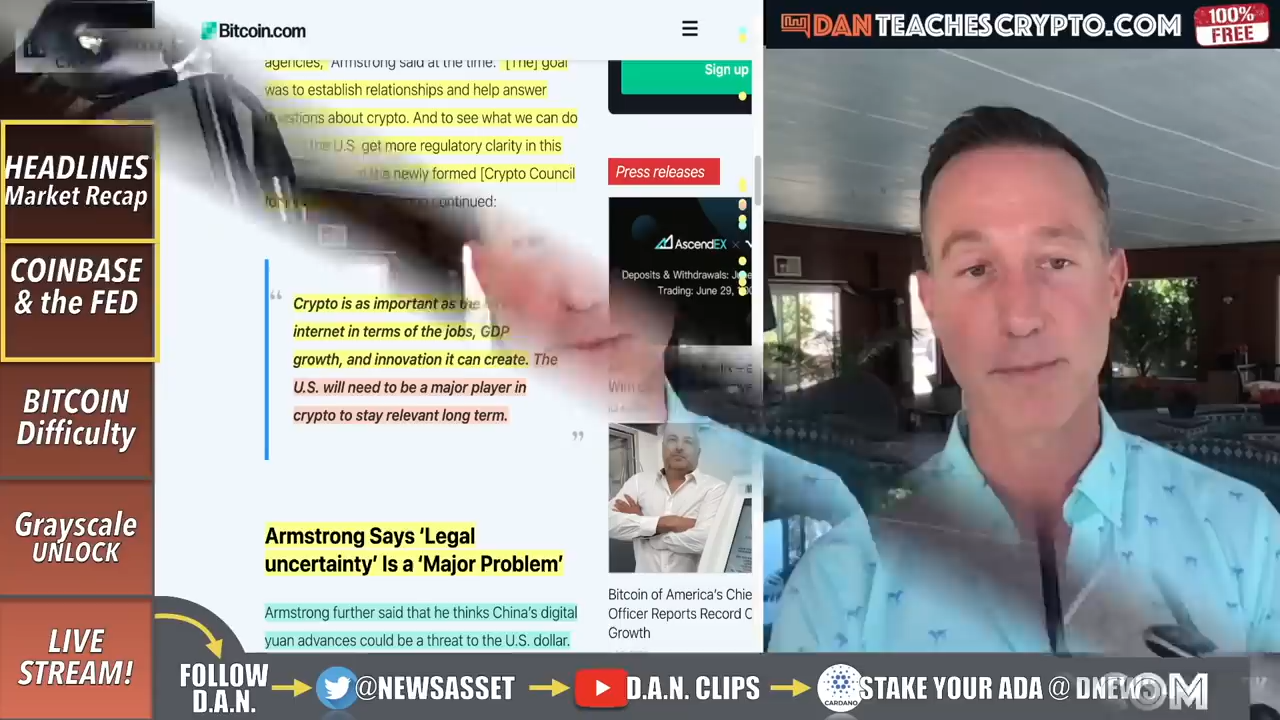 Bitcoin.com
DANTEACHESCRYPTO.COM
100%
FREE
HEADLINES
Market Recap
COINBASE
& the FED
BITCOIN
Difficulty
Grayscale
UNLOCK
LIVE
STREAM!
agencies," Armstrong said at the time. "[The] goal
was to establish relationships and help answer
questions about crypto. And to see what we can do
the U.S. get more regulatory clarity in this
the newly formed [Crypto Council
continued:
“
Crypto is as important as the
internet in terms of the jobs, GDP
growth, and innovation it can create. The
U.S. will need to be a major player in
crypto to stay relevant long term.
”
Armstrong Says ‘Legal
uncertainty’ Is a ‘Major Problem’
Armstrong further said that he thinks China’s digital
yuan advances could be a threat to the U.S. dollar.
Sign up
Press releases
AscendEX ×
Deposits & Withdrawals:
Trading: June 29,
Bitcoin of America's Chie
Officer Reports Record
Growth
FOLLOW
D.A.N.
@NEWSASSET
D.A.N. CLIPS
CARDANO
STAKE YOUR ADA @